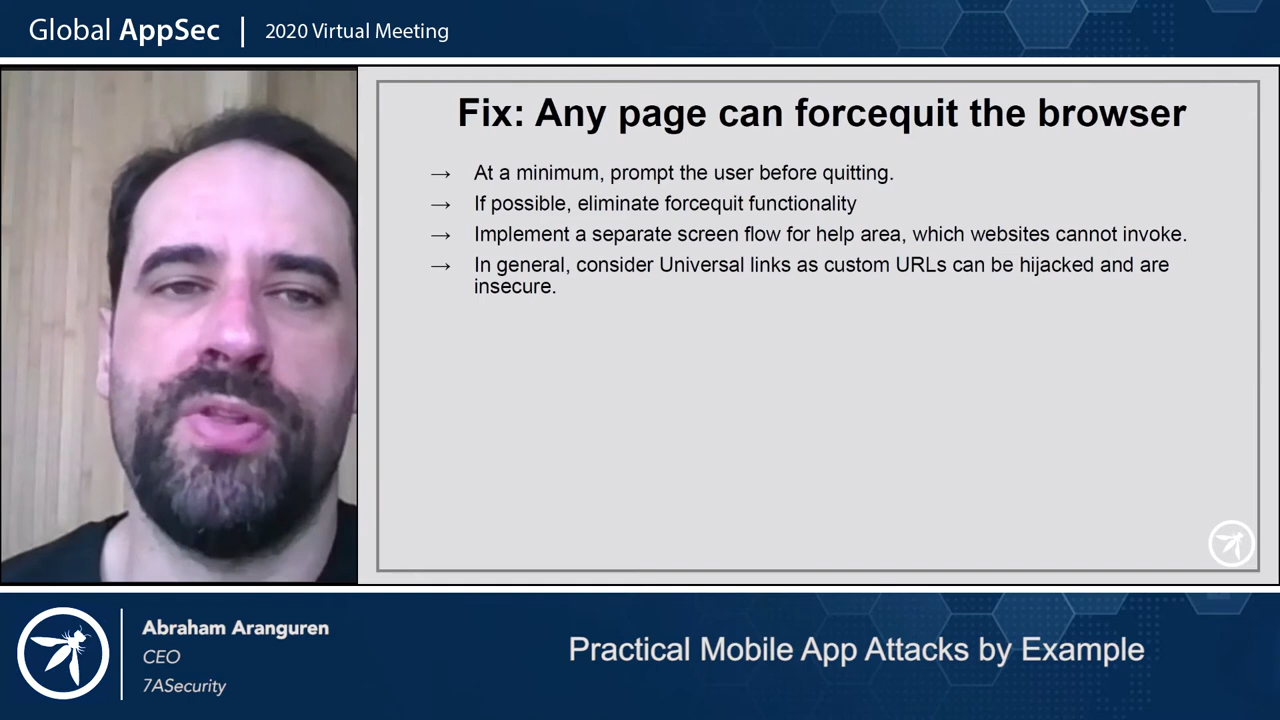 Global AppSec | 2020 Virtual Meeting
Fix: Any page can forcequit the browser
→ At a minimum, prompt the user before quitting.
→ If possible, eliminate forcequit functionality
→ Implement a separate screen flow for help area, which websites cannot invoke.
→ In general, consider Universal links as custom URLs can be hijacked and are
insecure.
Abraham Aranguren
CEO
7ASecurity
Practical Mobile App Attacks by Example